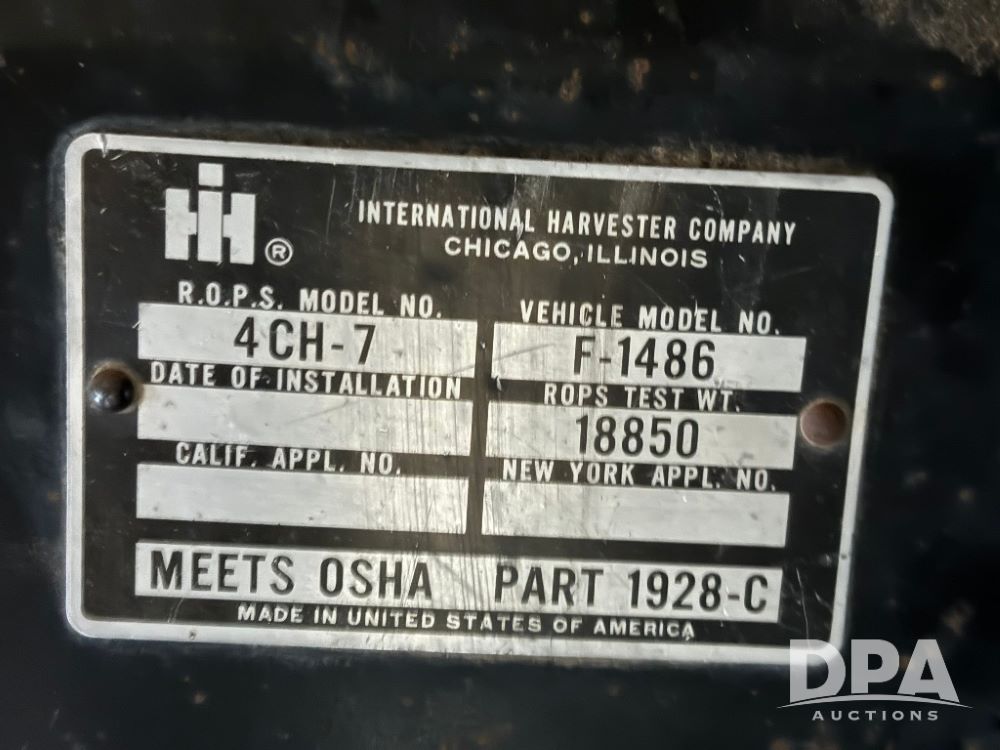 IH ®
INTERNATIONAL HARVESTER COMPANY
CHICAGO, ILLINOIS
R.O.P.S. MODEL NO.
4CH-7
VEHICLE MODEL NO.
F-1486
DATE OF INSTALLATION
ROPS TEST WT.
18850
CALIF. APPL. NO.
NEW YORK APPL. NO.
MEETS OSHA PART 1928-C
MADE IN UNITED STATES OF AMERICA
DPA
AUCTIONS